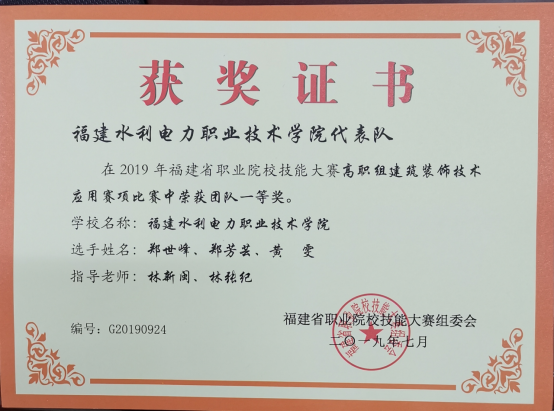 获奖证书
福建水利电力职业技术学院代表队
在2019年福建省职业院校技能大赛高职组建筑装饰技术
应用赛项比赛中荣获团队一等奖。
学校名称：福建水利电力职业技术学院
选手姓名：郑世峰、郑芳芸、黄 雯
指导老师：林新闽、林张纪
福建省职业院校技能大赛组委会
编号：G20190924
二〇一九年七月